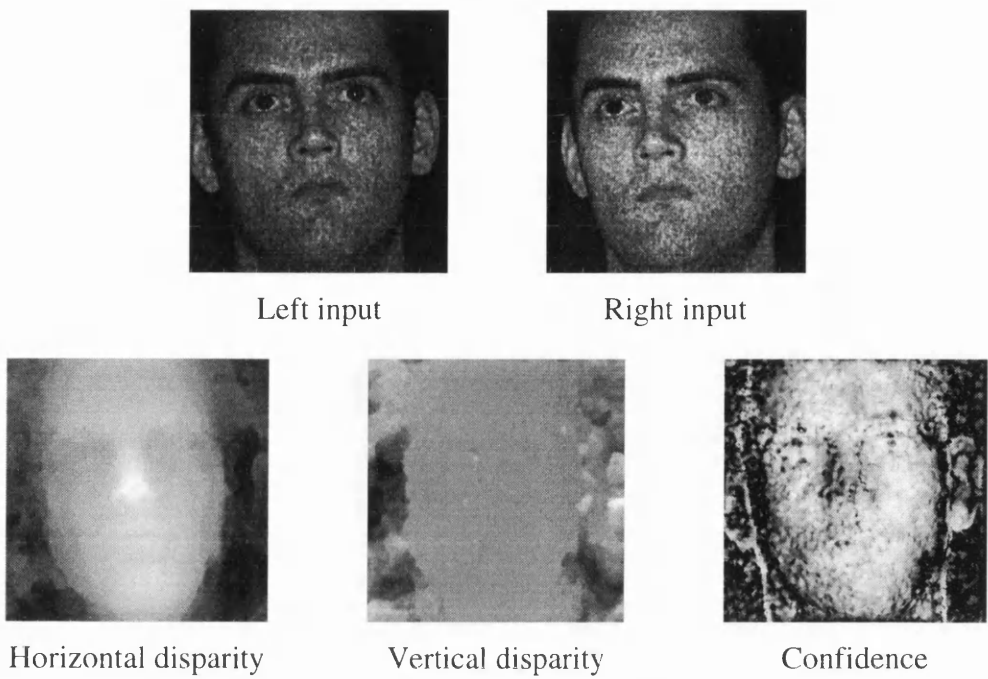 Left input
Right input
Horizontal disparity
Vertical disparity
Confidence